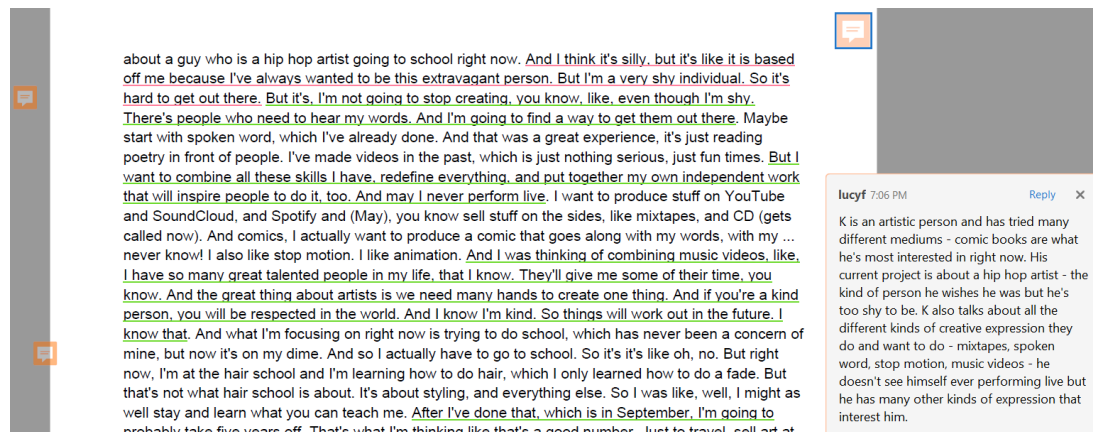 about a guy who is a hip hop artist going to school right now. And I think it's silly, but it's like it is based
off me because I've always wanted to be this extravagant person. But I'm a very shy individual. So it's
hard to get out there. But it's, I'm not going to stop creating, you know, like, even though I'm shy.
There's people who need to hear my words. And I'm going to find a way to get them out there. Maybe
start with spoken word, which I've already done. And that was a great experience, it's just reading
poetry in front of people. I've made videos in the past, which is just nothing serious, just fun times. But I
want to combine all these skills I have, redefine everything, and put together my own independent work
that will inspire people to do it, too. And may I never perform live. I want to produce stuff on YouTube
and SoundCloud, and Spotify and (May), you know sell stuff on the sides, like mixtapes, and CD (gets
called now). And comics, I actually want to produce a comic that goes along with my words, with my ...
never know! I also like stop motion. I like animation. And I was thinking of combining music videos, like,
I have so many great talented people in my life, that I know. They'll give me some of their time, you
know. And the great thing about artists is we need many hands to create one thing. And if you're a kind
person, you will be respected in the world. And I know I'm kind. So things will work out in the future. I
know that. And what I'm focusing on right now is trying to do school, which has never been a concern of
mine, but now it's on my dime. And so I actually have to go to school. So it's it's like oh, no. But right
now, I'm at the hair school and I'm learning how to do hair, which I only learned how to do a fade. But
that's not what hair school is about. It's about styling, and everything else. So I was like, well, I might as
well stay and learn what you can teach me. After I've done that, which is in September, I'm going to
probably take five years off. That's what I'm thinking like that's a good number. Just to travel, sell art at
lucyf 7:06 PM Reply ×
K is an artistic person and has tried many
different mediums - comic books are what
he's most interested in right now. His
current project is about a hip hop artist - the
kind of person he wishes he was but he's
too shy to be. K also talks about all the
different kinds of creative expression they
do and want to do - mixtapes, spoken
word, stop motion, music videos - he
doesn't see himself ever performing live but
he has many other kinds of expression that
interest him.